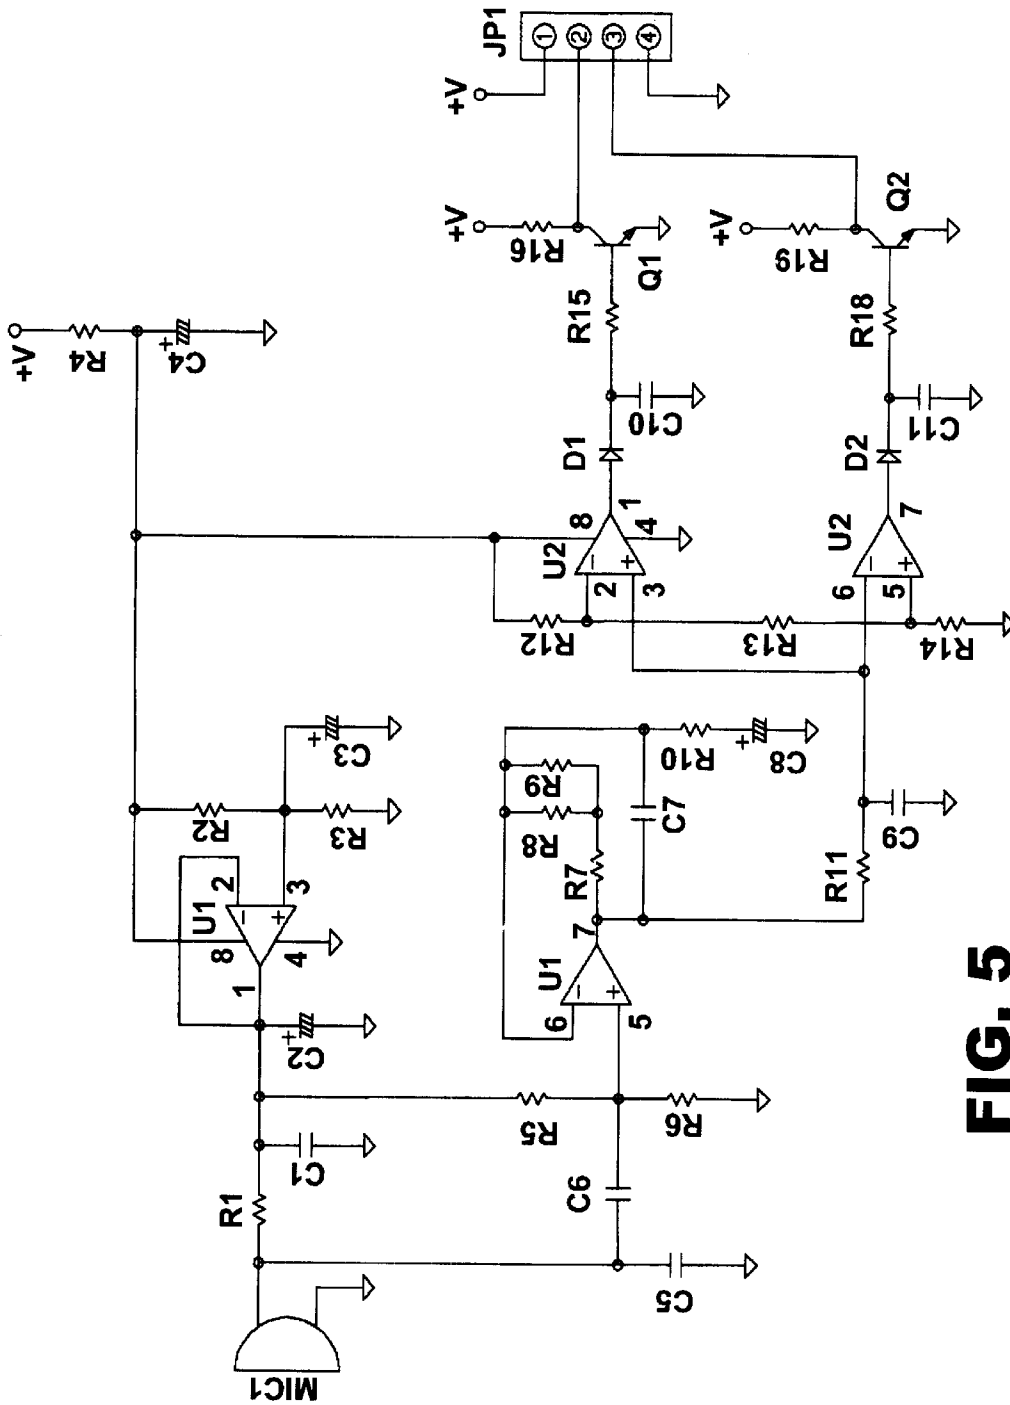 JP1
1
2
3
4
+V
+V
R16
Q1
R15
+V
R19
Q2
R18
+V
R4
+
C4
D1
C10
D2
C11
U2
8
1
4
2
3
−
+
U2
7
6
5
−
+
R12
R13
R14
+
C3
R2
R3
U1
2
3
8
4
1
−
+
+
C2
R9
R8
R7
C7
R10
+
C8
R11
C9
U1
7
6
5
−
+
R5
R6
C1
R1
C6
C5
MIC1
FIG. 5